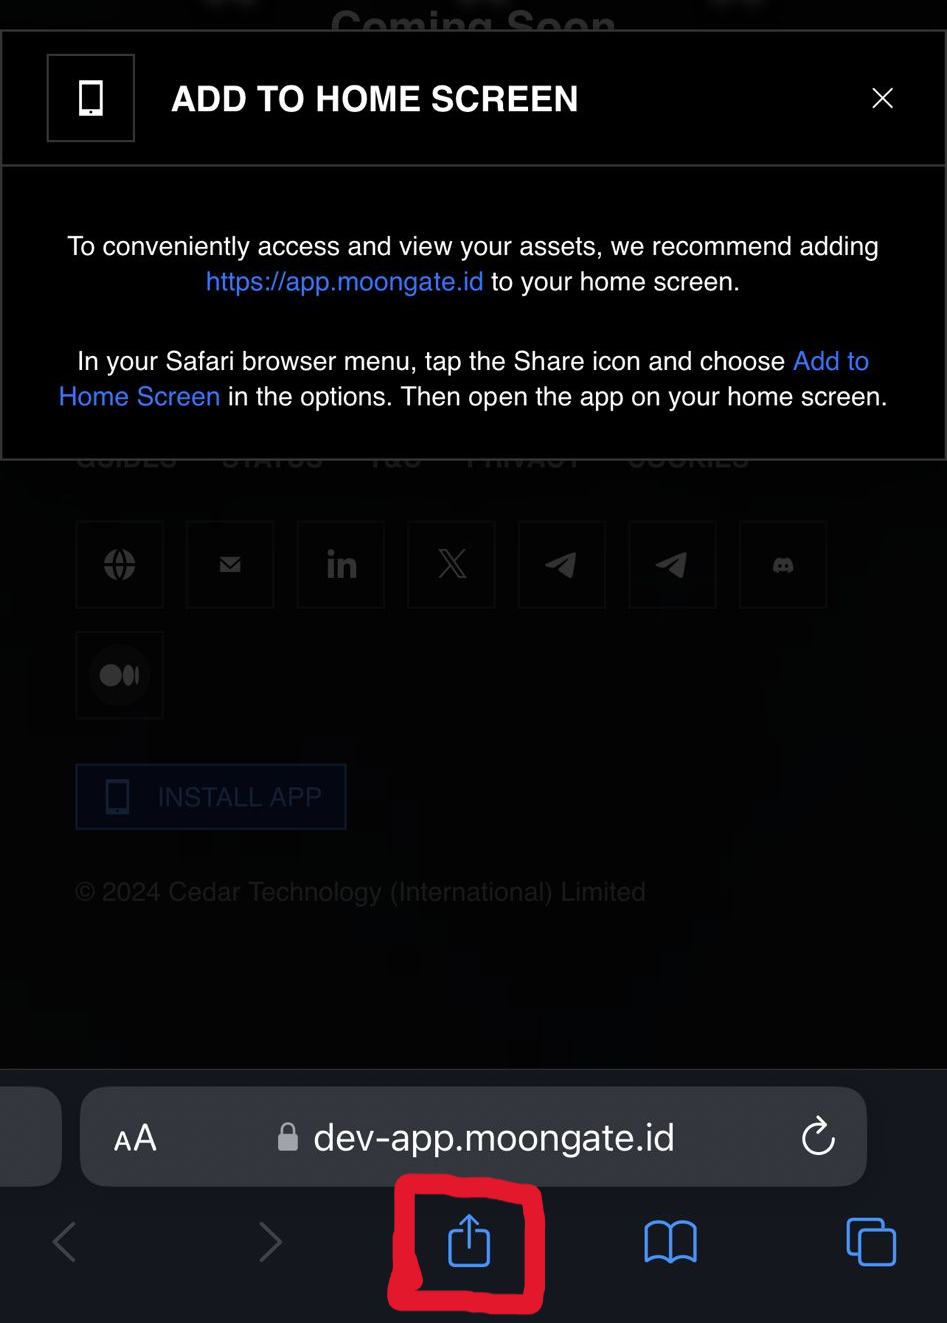 Coming Soon
ADD TO HOME SCREEN
To conveniently access and view your assets, we recommend adding
https://app.moongate.id to your home screen.
In your Safari browser menu, tap the Share icon and choose Add to
Home Screen in the options. Then open the app on your home screen.
GUIDES STATUS T&C PRIVACY COOKIES
in
INSTALL APP
© 2024 Cedar Technology (International) Limited
AA dev-app.moongate.id